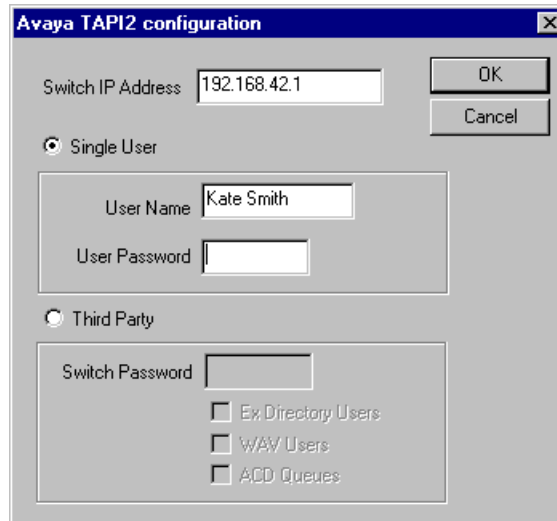 Avaya TAPI2 configuration
Switch IP Address 192.168.42.1
OK
Cancel
Single User
User Name Kate Smith
User Password
Third Party
Switch Password
Ex Directory Users
WAV Users
ACD Queues